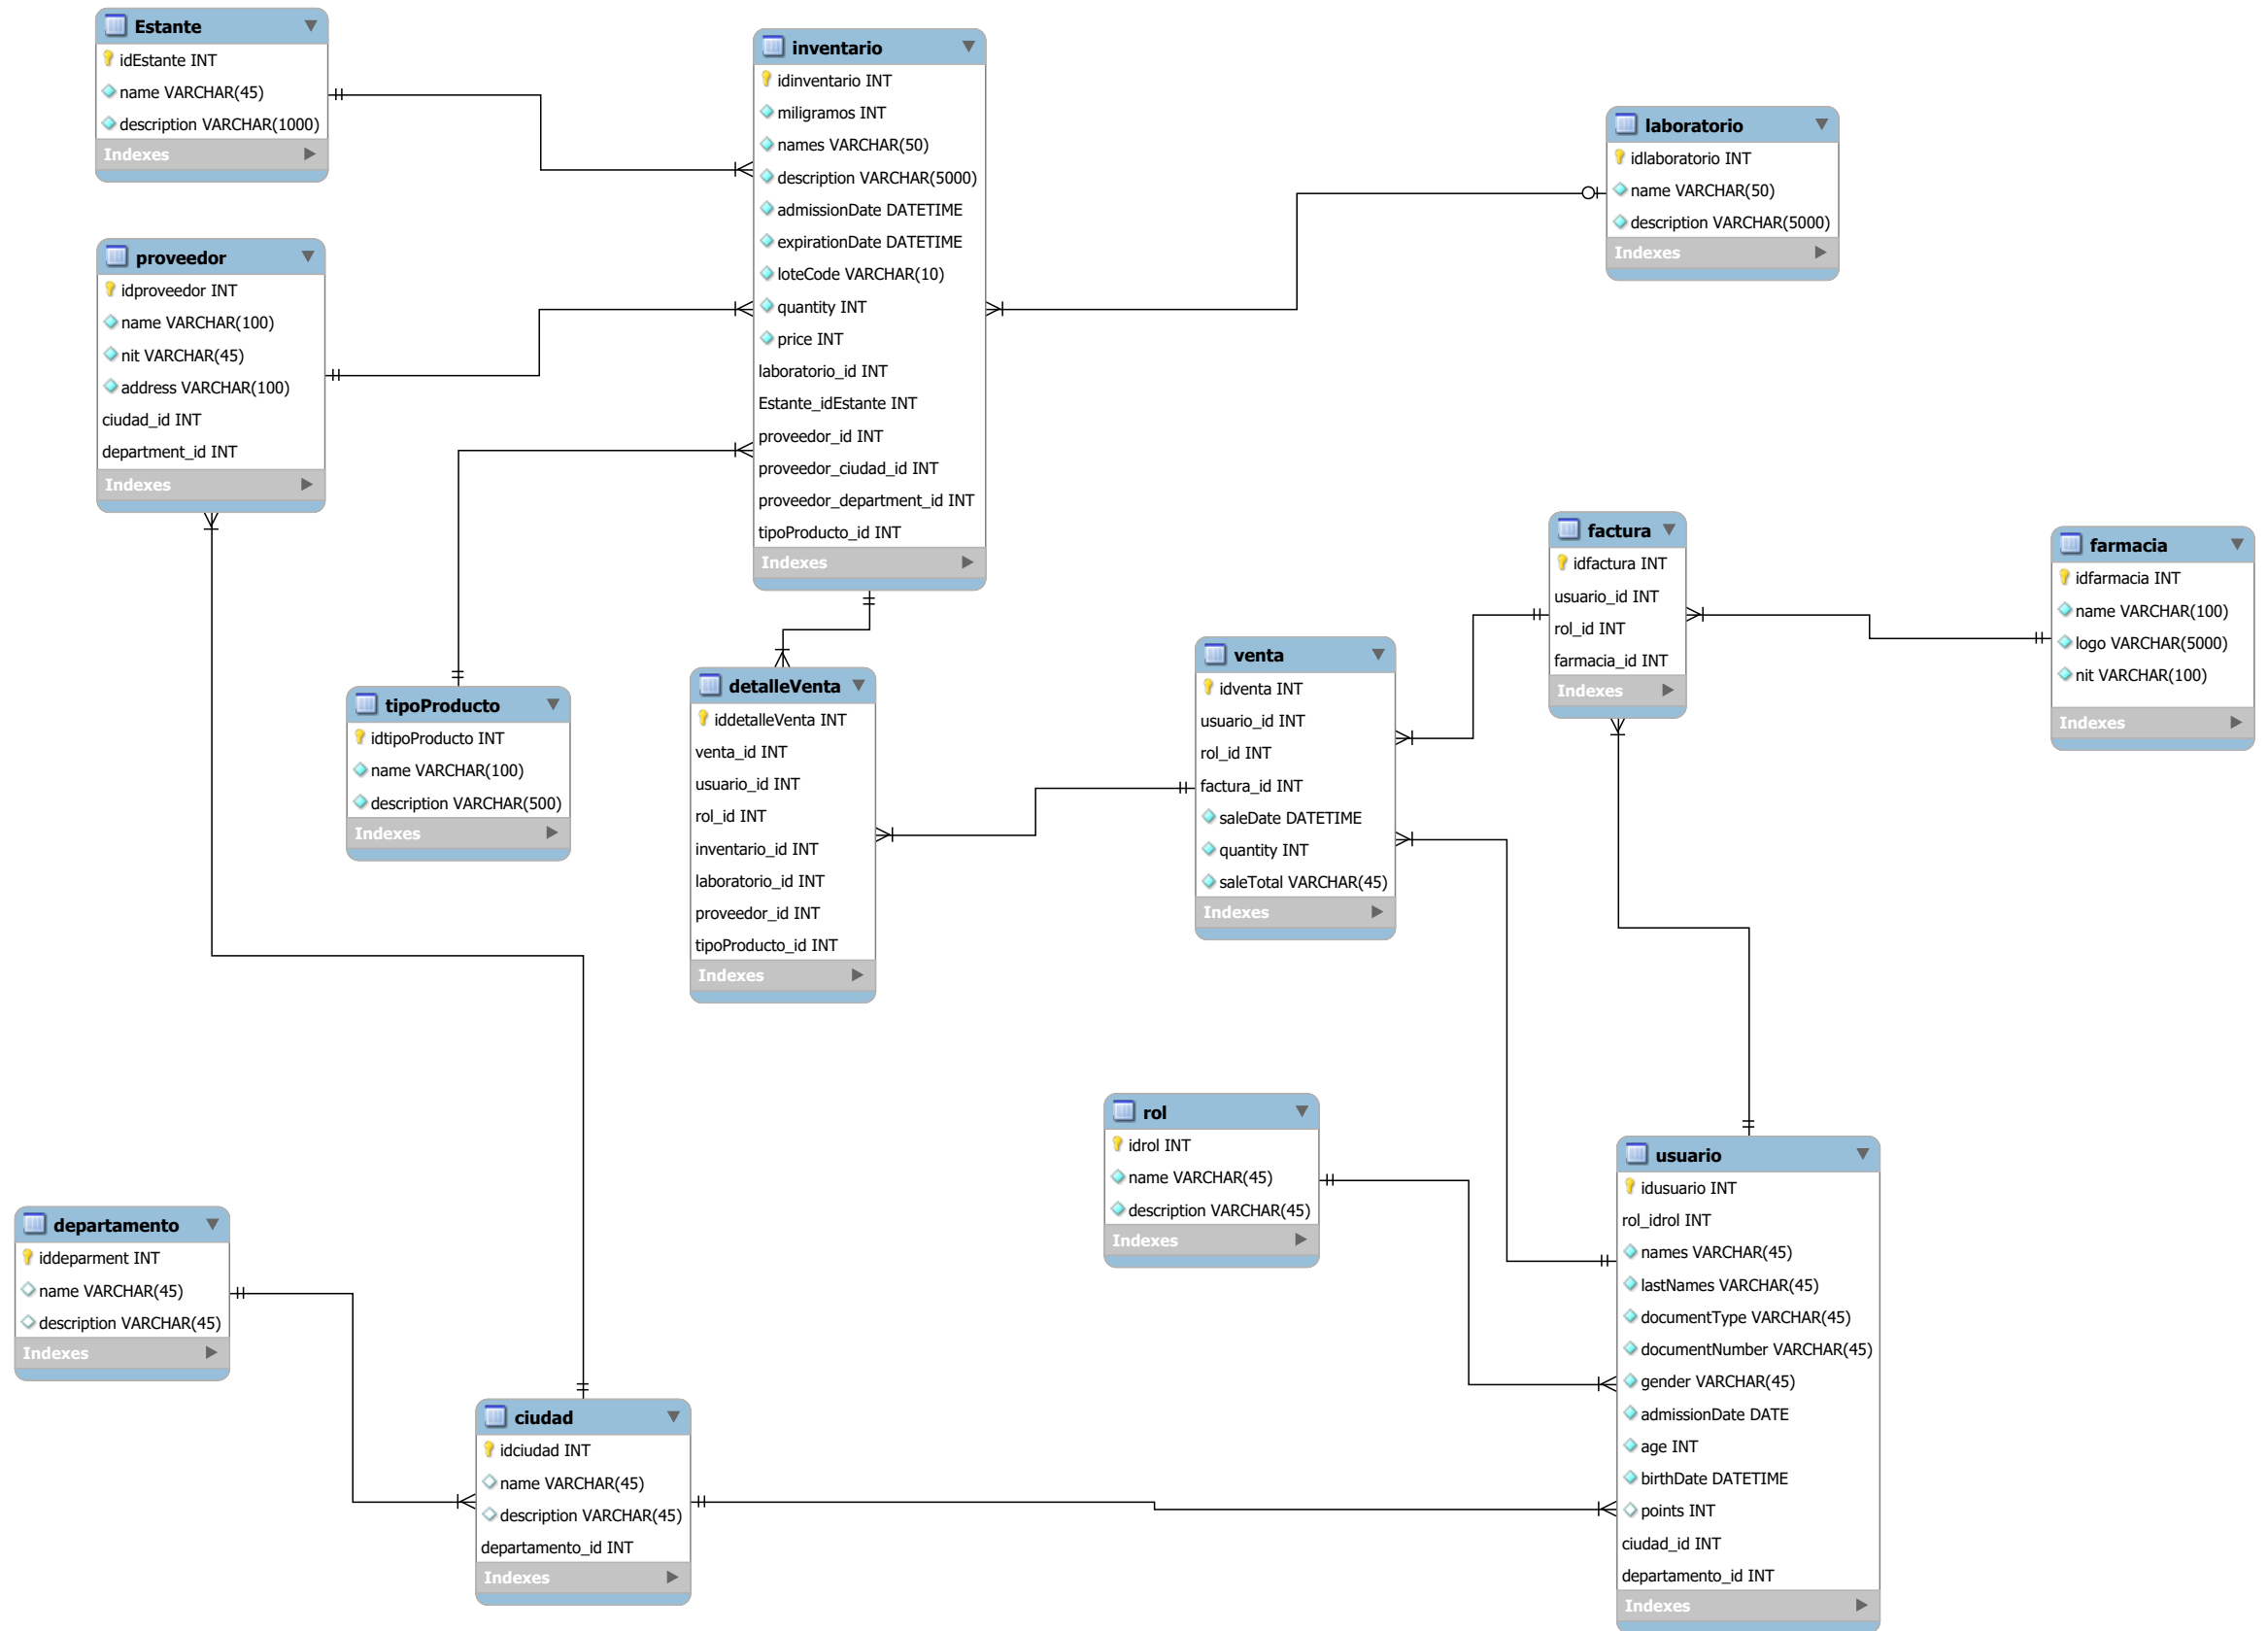 Estante
idEstante INT
name VARCHAR(45)
description VARCHAR(1000)
Indexes
inventario
idinventario INT
miligramos INT
names VARCHAR(50)
description VARCHAR(5000)
admissionDate DATETIME
expirationDate DATETIME
loteCode VARCHAR(10)
quantity INT
price INT
laboratorio_id INT
Estante_idEstante INT
proveedor_id INT
proveedor_ciudad_id INT
proveedor_department_id INT
tipoProducto_id INT
Indexes
laboratorio
idlaboratorio INT
name VARCHAR(50)
description VARCHAR(5000)
Indexes
proveedor
idproveedor INT
name VARCHAR(100)
nit VARCHAR(45)
address VARCHAR(100)
ciudad_id INT
department_id INT
Indexes
factura
idfactura INT
usuario_id INT
rol_id INT
farmacia_id INT
Indexes
farmacia
idfarmacia INT
name VARCHAR(100)
logo VARCHAR(5000)
nit VARCHAR(100)
Indexes
tipoProducto
idtipoProducto INT
name VARCHAR(100)
description VARCHAR(500)
Indexes
detalleVenta
iddetalleVenta INT
venta_id INT
usuario_id INT
rol_id INT
inventario_id INT
laboratorio_id INT
proveedor_id INT
tipoProducto_id INT
Indexes
venta
idventa INT
usuario_id INT
rol_id INT
factura_id INT
saleDate DATETIME
quantity INT
saleTotal VARCHAR(45)
Indexes
rol
idrol INT
name VARCHAR(45)
description VARCHAR(45)
Indexes
usuario
idusuario INT
rol_idrol INT
names VARCHAR(45)
lastNames VARCHAR(45)
documentType VARCHAR(45)
documentNumber VARCHAR(45)
gender VARCHAR(45)
admissionDate DATE
age INT
birthDate DATETIME
points INT
ciudad_id INT
departamento_id INT
Indexes
departamento
iddeparment INT
name VARCHAR(45)
description VARCHAR(45)
Indexes
ciudad
idciudad INT
name VARCHAR(45)
description VARCHAR(45)
departamento_id INT
Indexes